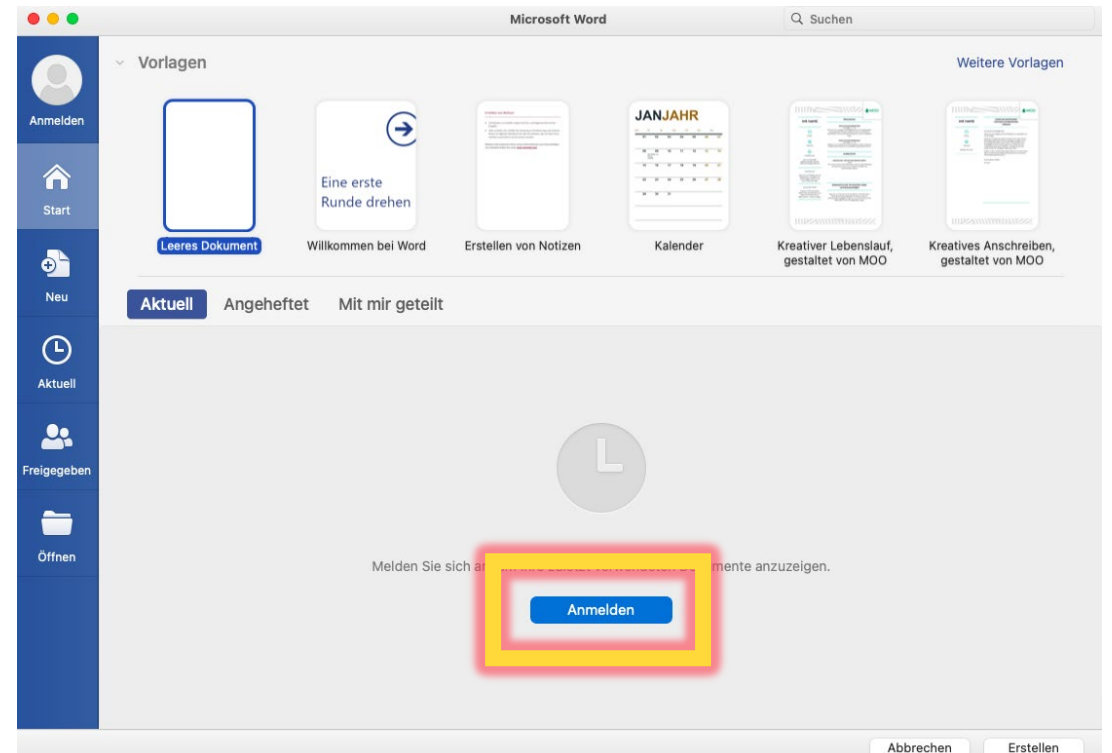 Microsoft Word
Suchen
Anmelden
Start
Neu
Aktuell
Freigegeben
Öffnen
Vorlagen
Weitere Vorlagen
Eine erste
Runde drehen
JANJAHR
Leeres Dokument
Willkommen bei Word
Erstellen von Notizen
Kalender
Kreativer Lebenslauf,
gestaltet von MOO
Kreatives Anschreiben,
gestaltet von MOO
Aktuell Angeheftet Mit mir geteilt
Melden Sie sich anzuzeigen.
Anmelden
Abbrechen Erstellen